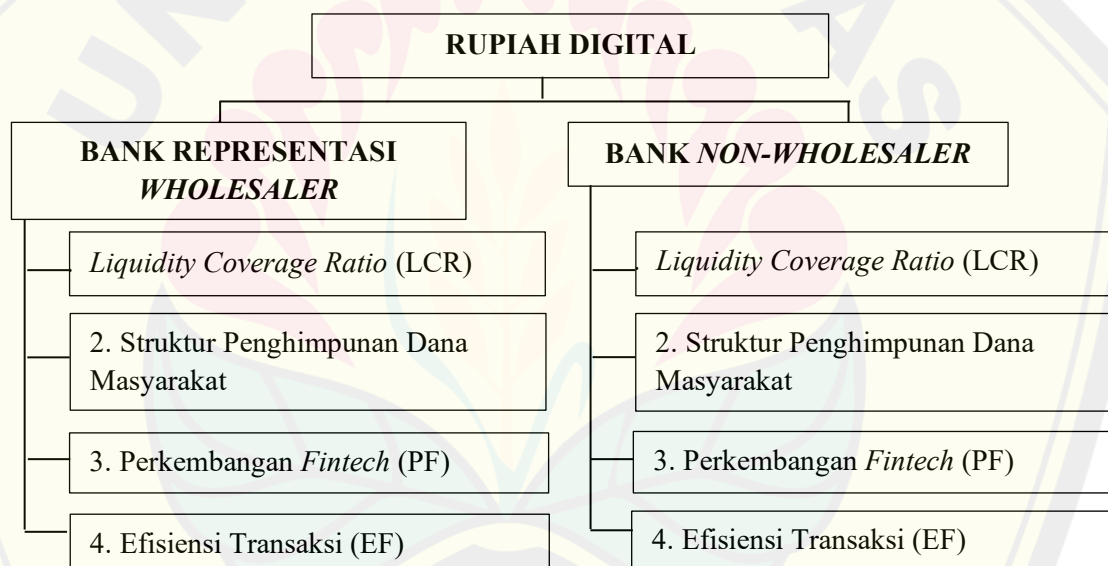 RUPIAH DIGITAL
BANK REPRESENTASI
WHOLESALER
Liquidity Coverage Ratio (LCR)
2. Struktur Penghimpunan Dana
Masyarakat
3. Perkembangan Fintech (PF)
4. Efisiensi Transaksi (EF)
BANK NON-WHOLESALER
Liquidity Coverage Ratio (LCR)
2. Struktur Penghimpunan Dana
Masyarakat
3. Perkembangan Fintech (PF)
4. Efisiensi Transaksi (EF)